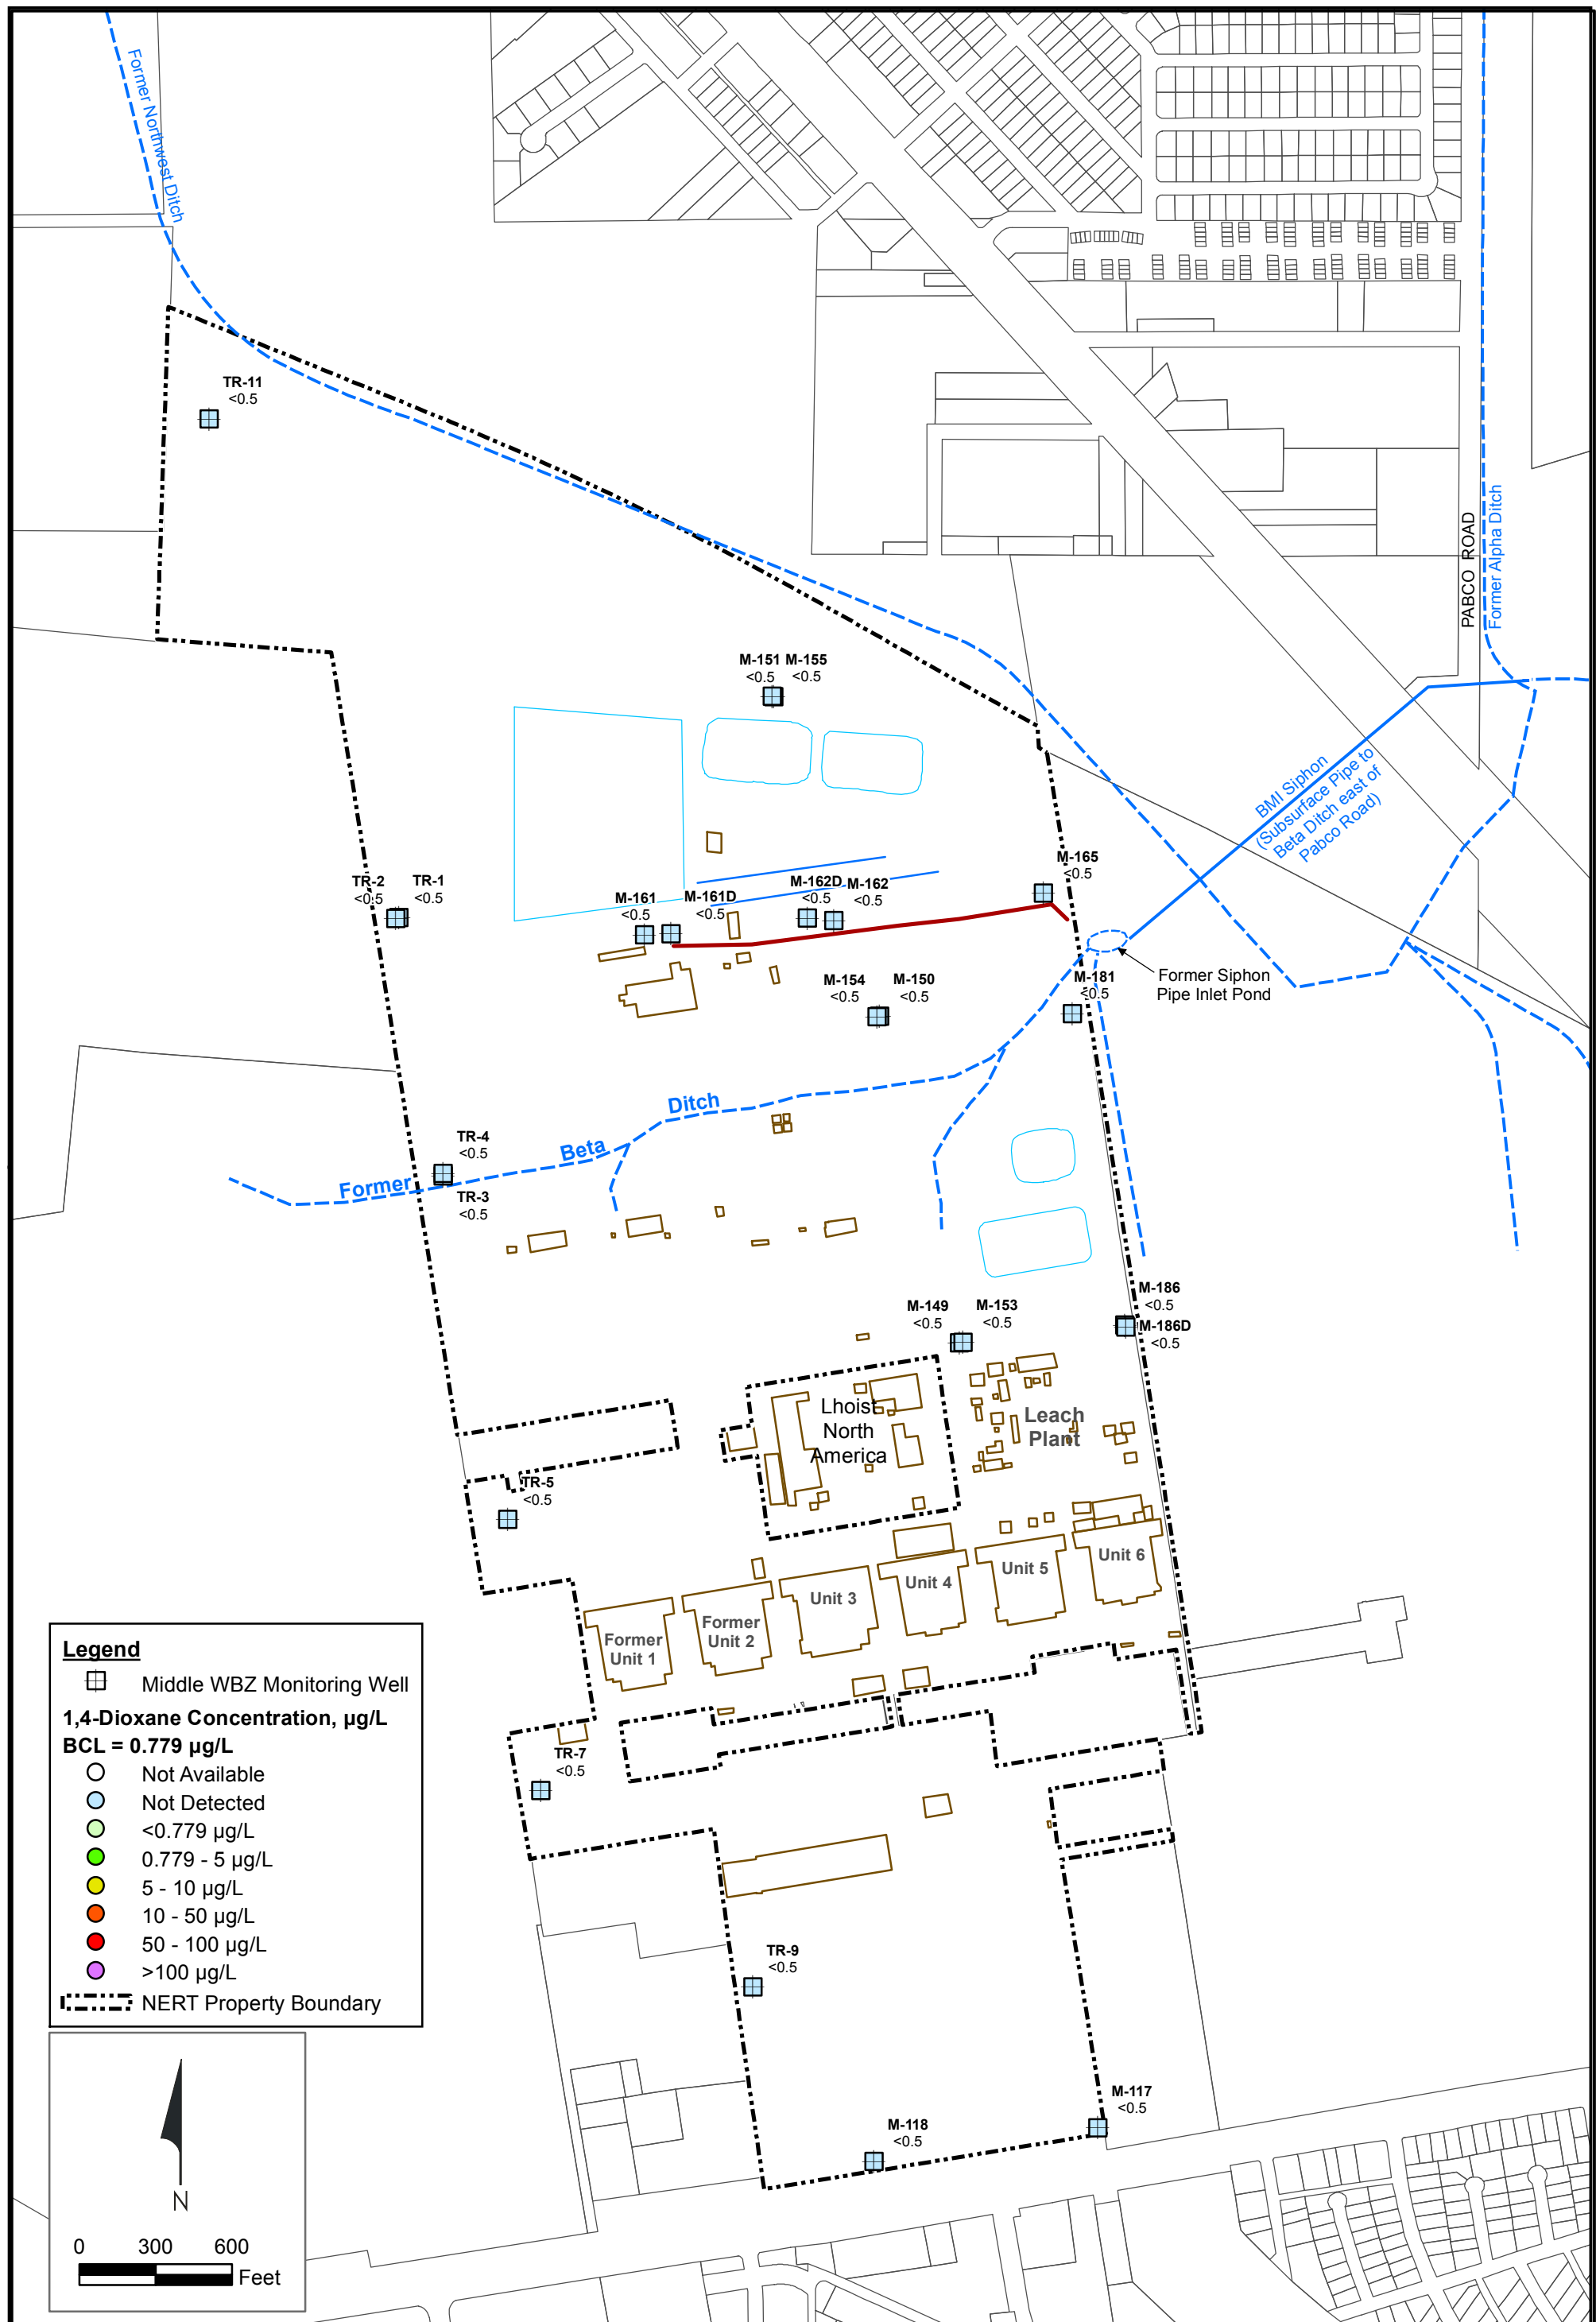 Former Northwest Ditch
TR-11
<0.5
PABCO ROAD
Former Alpha Ditch
M-151 M-155
<0.5 <0.5
BMI Siphon
(Subsurface Pipe to
Beta Ditch east of
Pabco Road)
M-165
<0.5
TR-2 TR-1
<0.5 <0.5
M-161 M-161D
<0.5 <0.5
M-162D M-162
<0.5 <0.5
M-154 M-150
<0.5 <0.5
M-181
<0.5
Former Siphon
Pipe Inlet Pond
Former Beta Ditch
TR-4
<0.5
TR-3
<0.5
M-186
<0.5
M-186D
<0.5
M-149 M-153
<0.5 <0.5
Lhoist
North
America
Leach
Plant
TR-5
<0.5
Former
Unit 1
Former
Unit 2
Unit 3
Unit 4
Unit 5
Unit 6
TR-7
<0.5
TR-9
<0.5
M-117
<0.5
M-118
<0.5
Legend
Middle WBZ Monitoring Well
1,4-Dioxane Concentration, µg/L
BCL = 0.779 µg/L
Not Available
Not Detected
<0.779 µg/L
0.779 - 5 µg/L
5 - 10 µg/L
10 - 50 µg/L
50 - 100 µg/L
>100 µg/L
NERT Property Boundary
N
0 300 600
Feet